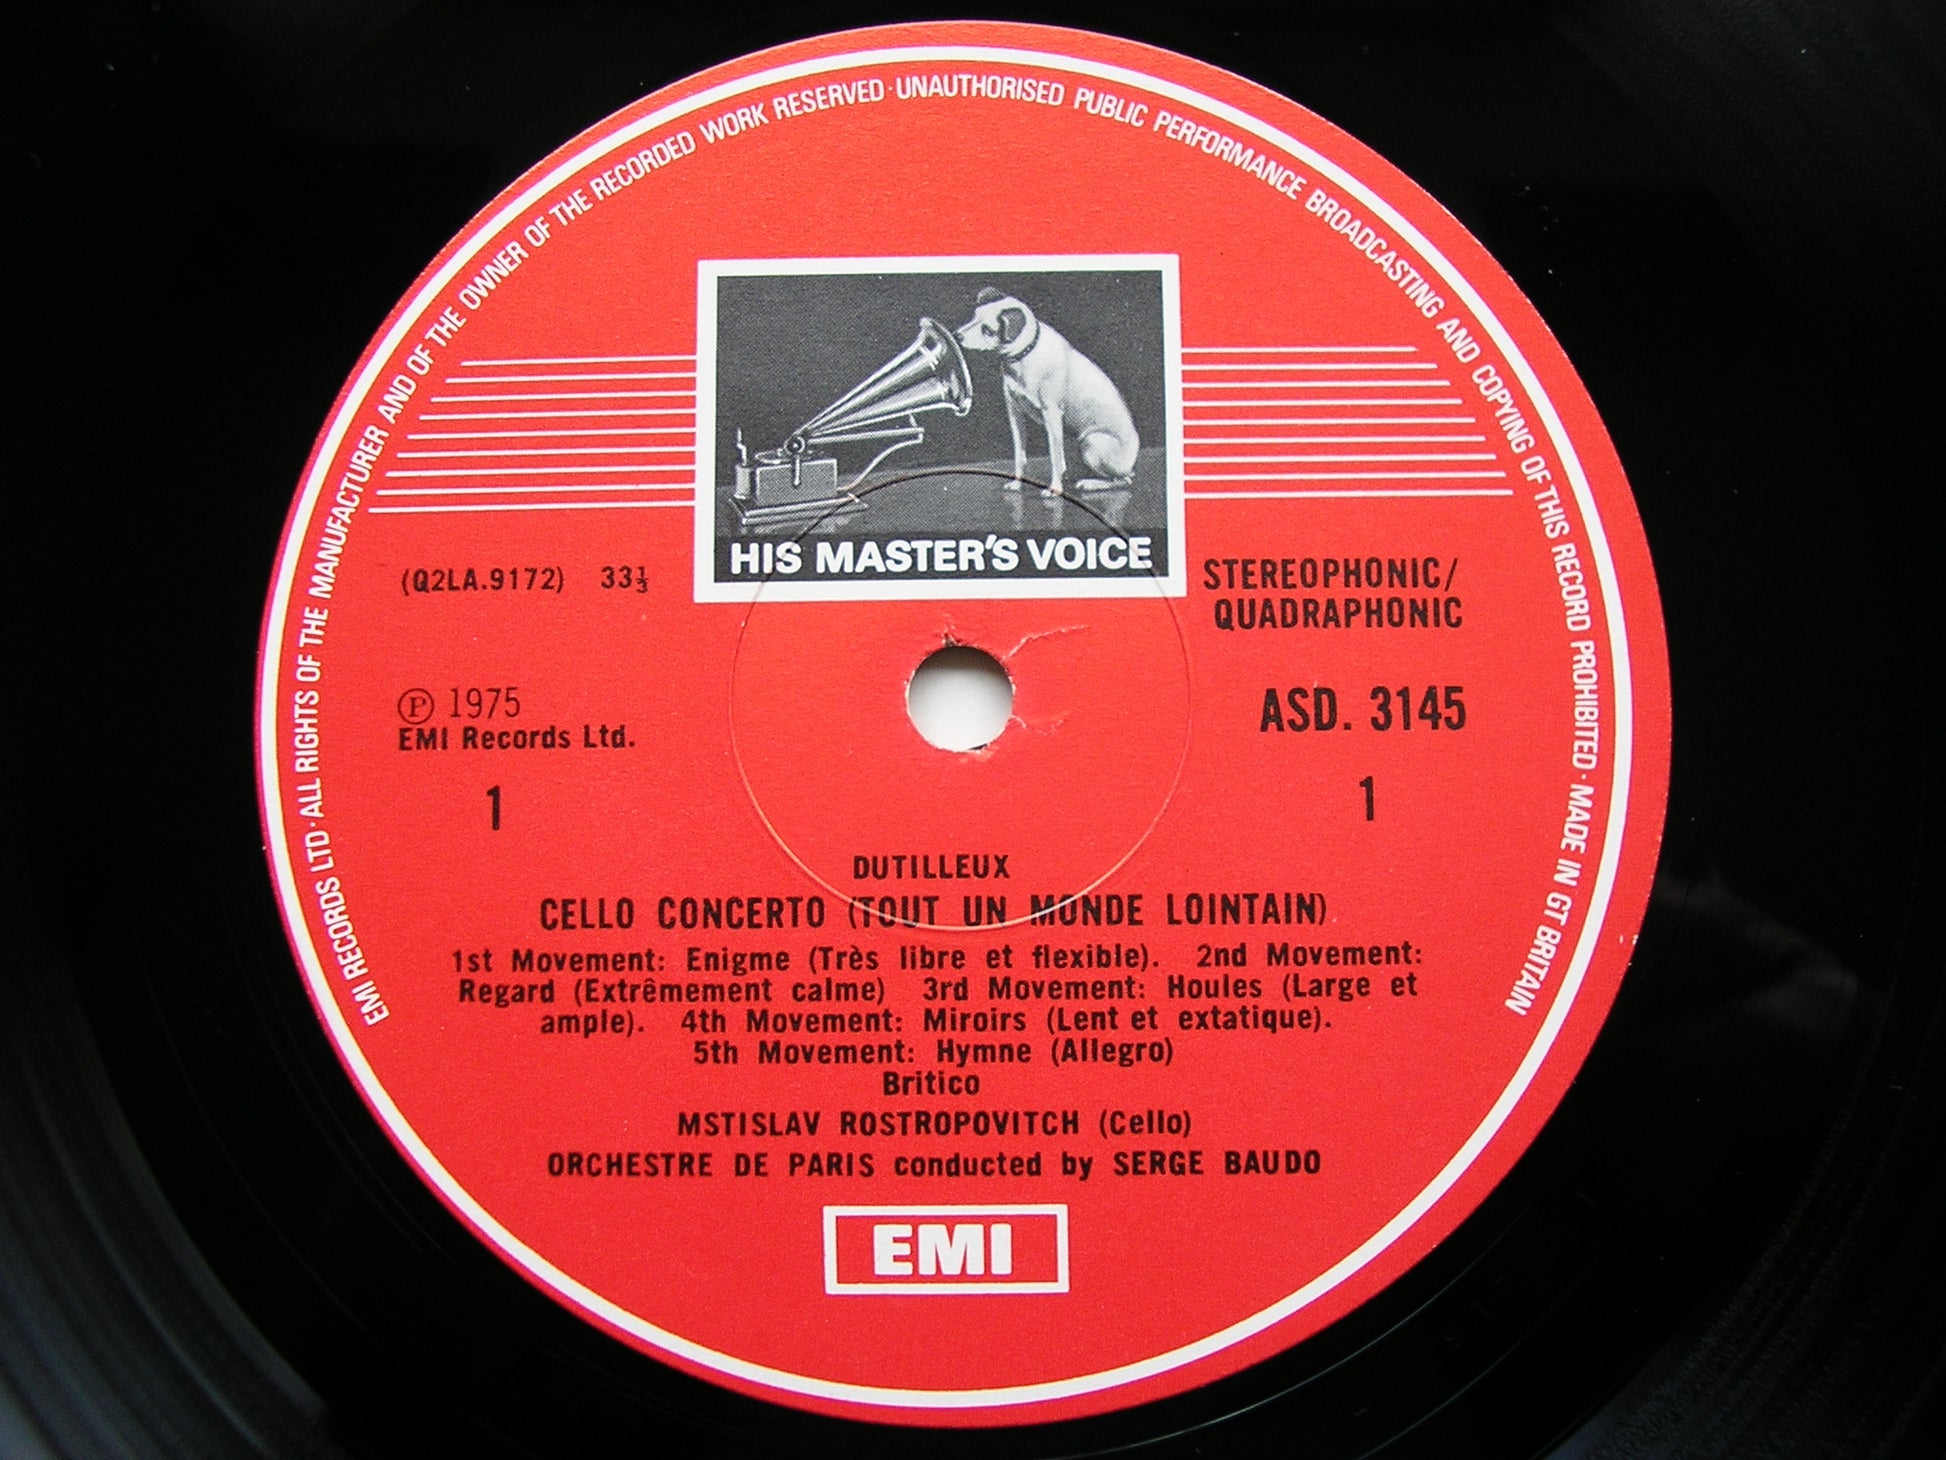 EMI RECORDS LTD · ALL RIGHTS OF THE MANUFACTURER AND OF THE OWNER OF THE RECORDED WORK RESERVED · UNAUTHORISED PUBLIC PERFORMANCE BROADCASTING AND COPYING OF THIS RECORD PROHIBITED · MADE IN GT BRITAIN
HIS MASTER'S VOICE
(Q2LA.9172) 33⅓
STEREOPHONIC/
QUADRAPHONIC
℗ 1975
EMI Records Ltd.
ASD. 3145
1
1
DUTILLEUX
CELLO CONCERTO (TOUT UN MONDE LOINTAIN)
1st Movement: Enigme (Très libre et flexible). 2nd Movement:
Regard (Extrêmement calme) 3rd Movement: Houles (Large et
ample). 4th Movement: Miroirs (Lent et extatique).
5th Movement: Hymne (Allegro)
Britico
MSTISLAV ROSTROPOVITCH (Cello)
ORCHESTRE DE PARIS conducted by SERGE BAUDO
EMI